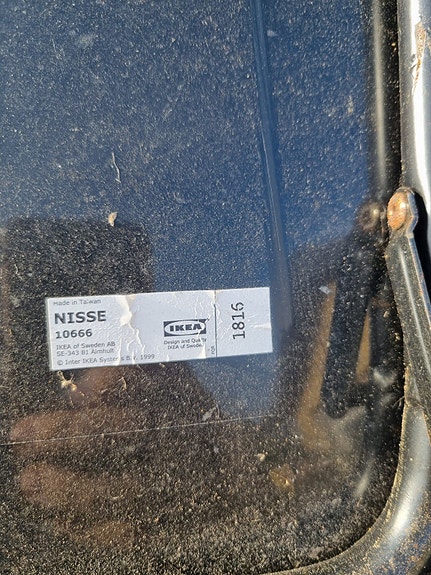 Made in Taiwan
NISSE
10666
IKEA of Sweden AB
SE-343 81 Älmhult
© Inter IKEA Systems B.V. 1999
IKEA
Design and Quality
IKEA of Sweden
1816